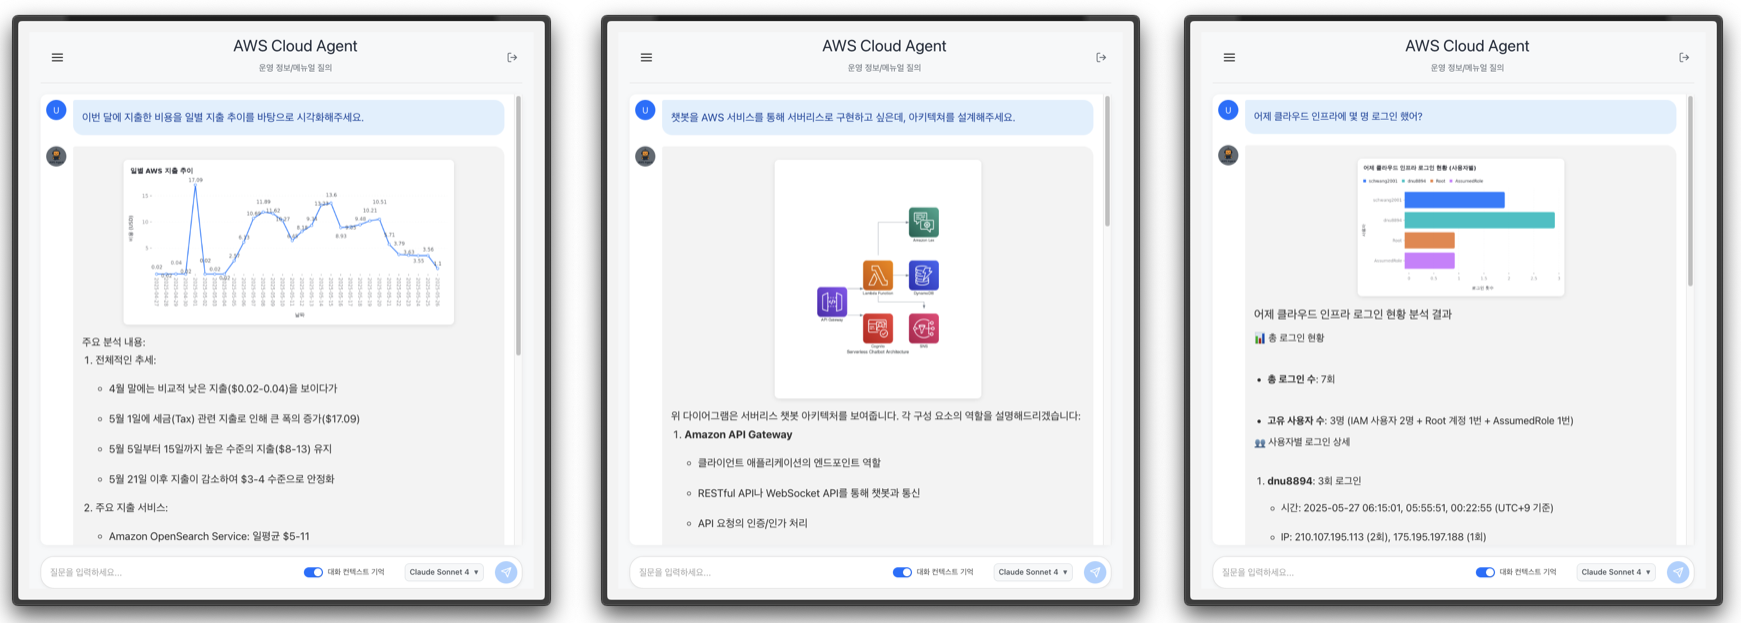 AWS Cloud Agent
운영 정보/메뉴얼 질의
U
이번 달에 지출한 비용을 일별 지출 추이를 바탕으로 시각화해주세요.
일별 AWS 지출 추이
17.09
15
10
5
0.02
0.04
0.02
0.02
11.89
11.62
13.6
10.21
10.51
8.93
3.79
3.56
날짜
주요 분석 내용:
1. 전체적인 추세:
4월 말에는 비교적 낮은 지출($0.02-0.04)을 보이다가
5월 1일에 세금(Tax) 관련 지출로 인해 큰 폭의 증가($17.09)
5월 5일부터 15일까지 높은 수준의 지출($8-13) 유지
5월 21일 이후 지출이 감소하여 $3-4 수준으로 안정화
2. 주요 지출 서비스:
Amazon OpenSearch Service: 일평균 $5-11
질문을 입력하세요...
대화 컨텍스트 기억
Claude Sonnet 4
AWS Cloud Agent
운영 정보/메뉴얼 질의
U
챗봇을 AWS 서비스를 통해 서버리스로 구현하고 싶은데, 아키텍쳐를 설계해주세요.
Amazon Lex
Lambda Function
DynamoDB
API Gateway
Cognito
SNS
Serverless Chatbot Architecture
위 다이어그램은 서버리스 챗봇 아키텍처를 보여줍니다. 각 구성 요소의 역할을 설명해드리겠습니다:
1. Amazon API Gateway
클라이언트 애플리케이션의 엔드포인트 역할
RESTful API나 WebSocket API를 통해 챗봇과 통신
API 요청의 인증/인가 처리
질문을 입력하세요...
대화 컨텍스트 기억
Claude Sonnet 4
AWS Cloud Agent
운영 정보/메뉴얼 질의
U
어제 클라우드 인프라에 몇 명 로그인 했어?
어제 클라우드 인프라 로그인 현황 (사용자별)
dnu8894 Root AssumedRole
dnu8894
Root
AssumedRole
0 0.5 1 1.5 2 2.5 3
로그인 횟수
어제 클라우드 인프라 로그인 현황 분석 결과
총 로그인 현황
총 로그인 수: 7회
고유 사용자 수: 3명 (IAM 사용자 2명 + Root 계정 1번 + AssumedRole 1번)
사용자별 로그인 상세
1. dnu8894: 3회 로그인
시간: 2025-05-27 06:15:01, 05:55:51, 00:22:55 (UTC+9 기준)
IP: 210.107.195.113 (2회), 175.195.197.188 (1회)
질문을 입력하세요...
대화 컨텍스트 기억
Claude Sonnet 4